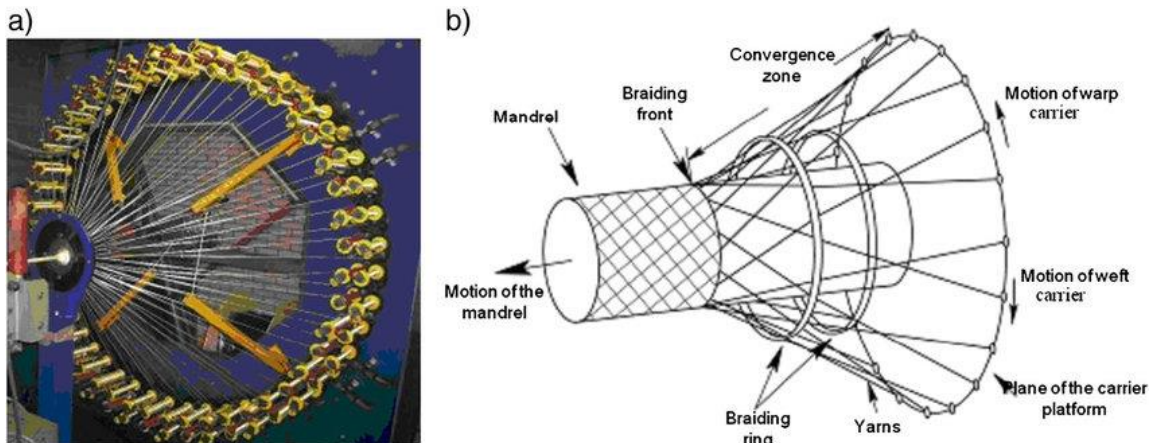 a)
b)
Convergence
zone
Braiding
front
Mandrel
Motion of warp
carrier
Motion of the
mandrel
Motion of weft
carrier
Plane of the carrier
platform
Braiding
ring
Yarns